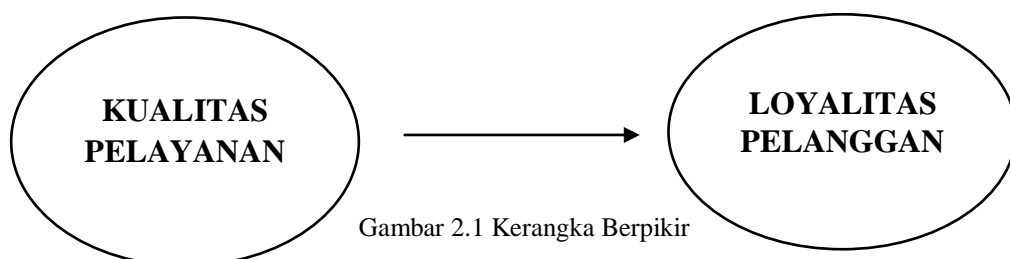 KUALITAS
PELAYANAN
LOYALITAS
PELANGGAN
Gambar 2.1 Kerangka Berpikir